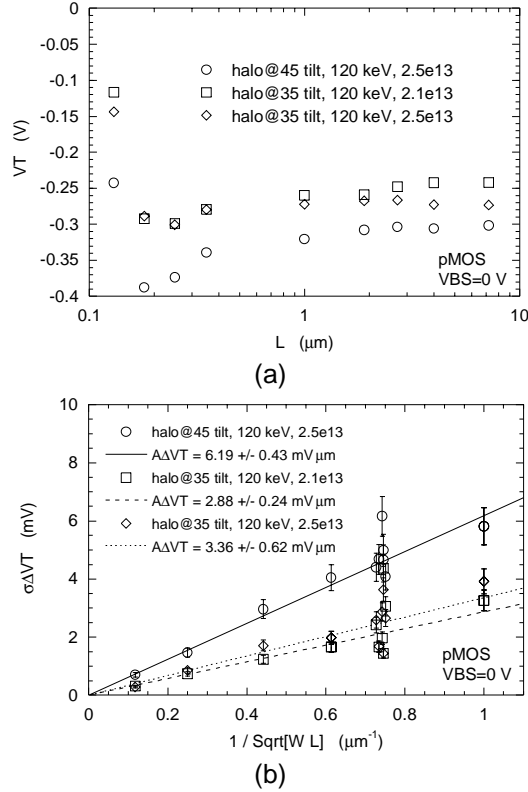 0
-0.05
-0.1
-0.15
-0.2
-0.25
-0.3
-0.35
-0.4
VT (V)
halo@45 tilt, 120 keV, 2.5e13
halo@35 tilt, 120 keV, 2.1e13
halo@35 tilt, 120 keV, 2.5e13
pMOS
VBS=0 V
0.1
1
10
L (μm)
(a)
10
8
6
4
2
0
σΔVT (mV)
halo@45 tilt, 120 keV, 2.5e13
AΔVT = 6.19 +/- 0.43 mV μm
halo@35 tilt, 120 keV, 2.1e13
AΔVT = 2.88 +/- 0.24 mV μm
halo@35 tilt, 120 keV, 2.5e13
AΔVT = 3.36 +/- 0.62 mV μm
pMOS
VBS=0 V
0
0.2
0.4
0.6
0.8
1
1 / Sqrt[W L] (μm⁻¹)
(b)